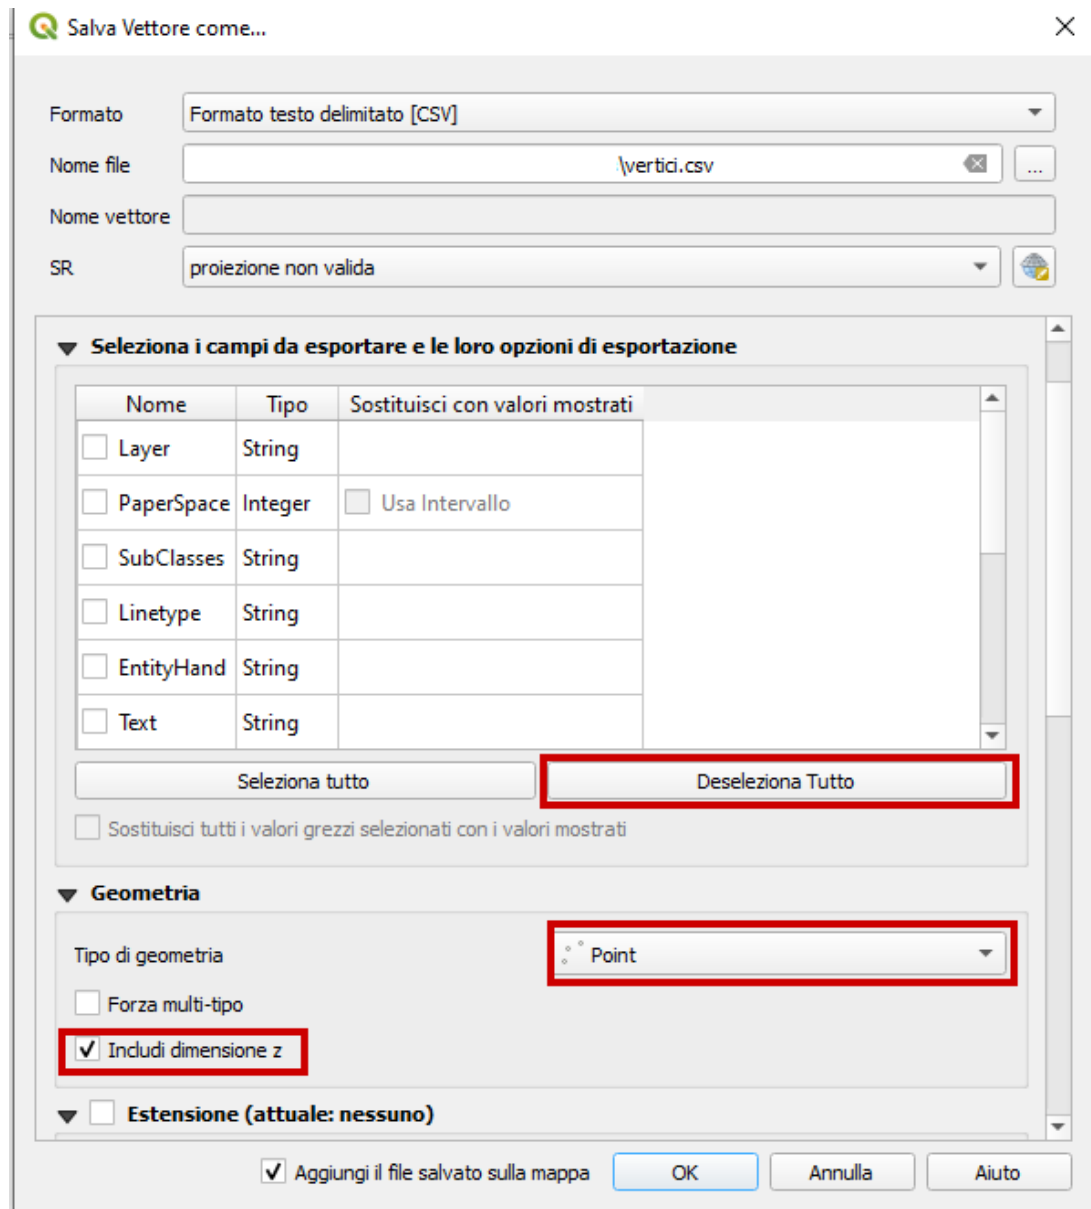 Salva Vettore come...
Formato Formato testo delimitato [CSV]
Nome file \vertici.csv ...
Nome vettore
SR proiezione non valida
Seleziona i campi da esportare e le loro opzioni di esportazione
Nome Tipo Sostituisci con valori mostrati
Layer String
PaperSpace Integer Usa Intervallo
SubClasses String
Linetype String
EntityHand String
Text String
Seleziona tutto Deseleziona Tutto
Sostituisci tutti i valori grezzi selezionati con i valori mostrati
Geometria
Tipo di geometria Point
Forza multi-tipo
Includi dimensione z
Estensione (attuale: nessuno)
Aggiungi il file salvato sulla mappa OK Annulla Aiuto